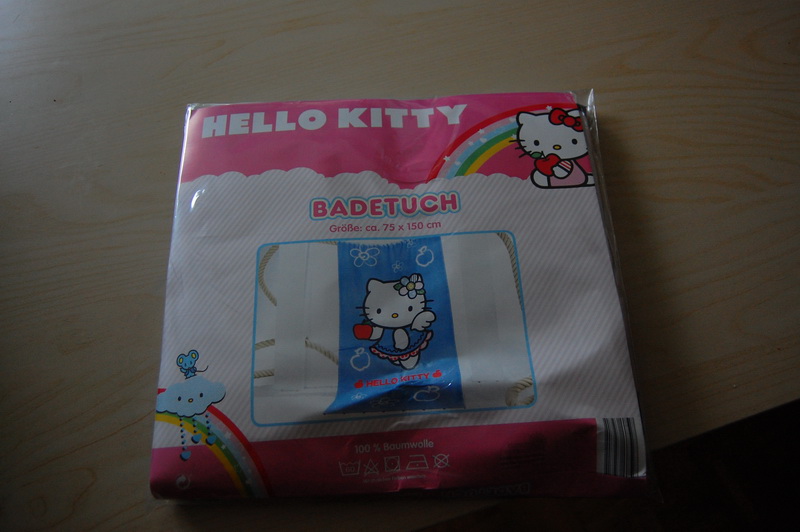 HELLO KITTY
BADETUCH
Größe: ca. 75 x 150 cm
HELLO KITTY
100 % Baumwolle